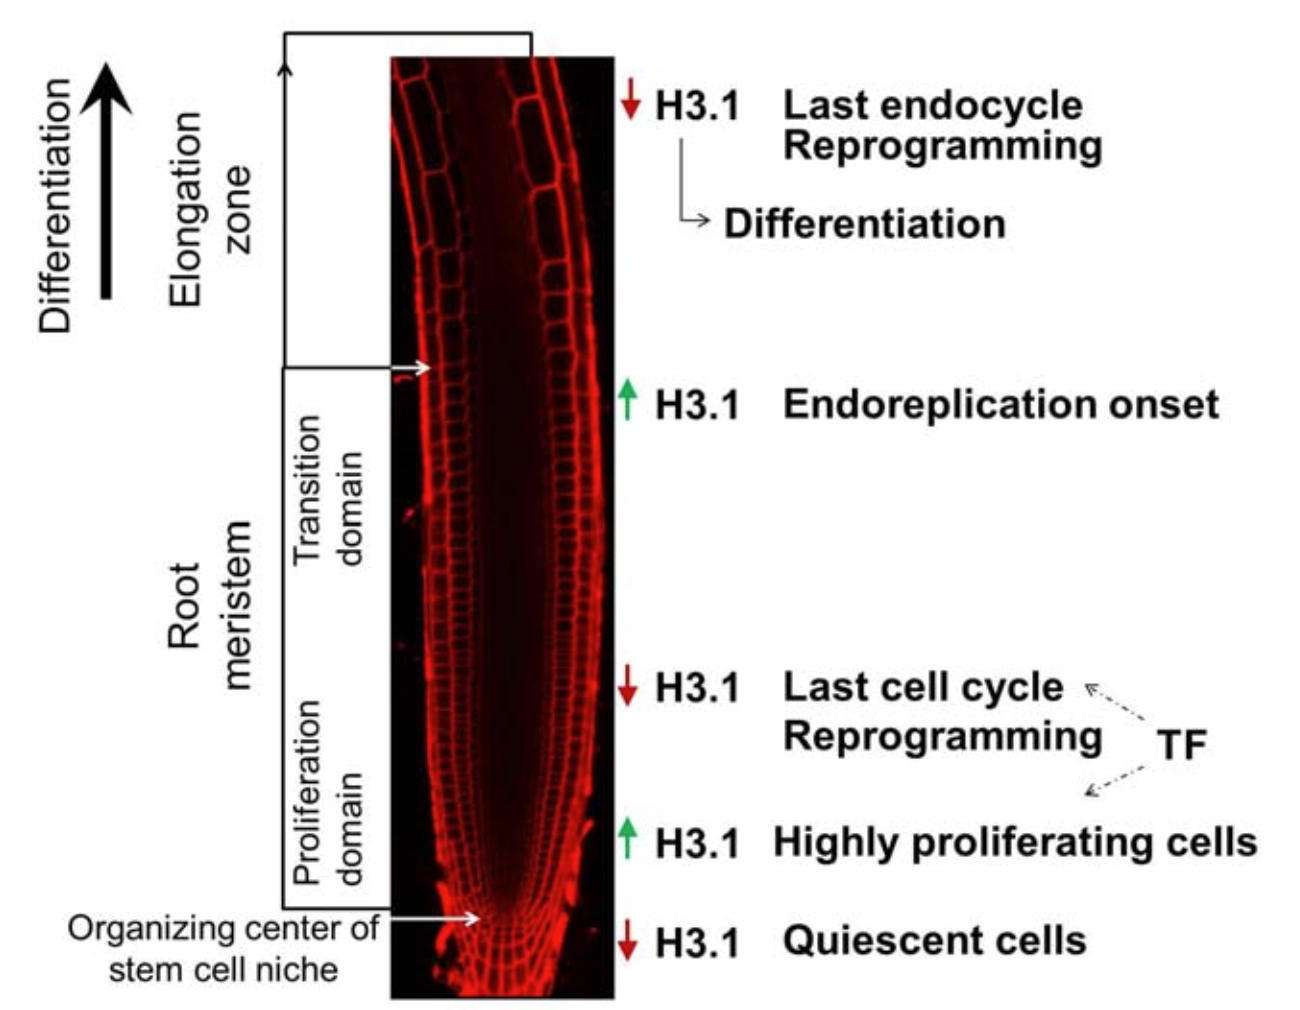 Differentiation
Elongation
zone
Root
meristem
Transition
domain
Proliferation
domain
Organizing center of
stem cell niche
H3.1 Last endocycle
Reprogramming
Differentiation
H3.1 Endoreplication onset
H3.1 Last cell cycle
Reprogramming
TF
H3.1 Highly proliferating cells
H3.1 Quiescent cells